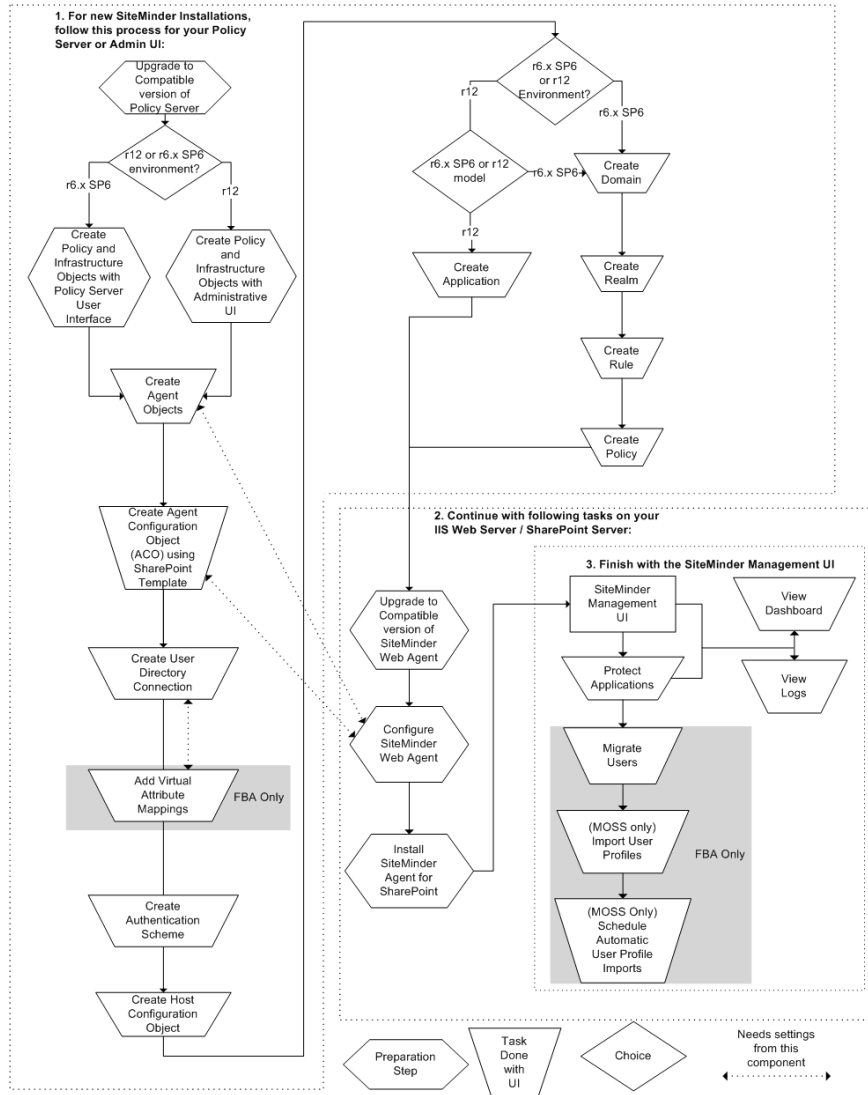 1. For new SiteMinder Installations,
follow this process for your Policy
Server or Admin UI:
Upgrade to
Compatible
version of
Policy Server
r12 or r6.x SP6
environment?
r6.x SP6
r12
Create
Policy and
Infrastructure
Objects with
Policy Server
User
Interface
Create Policy
and
Infrastructure
Objects with
Administrative
UI
Create
Agent
Objects
Create Agent
Configuration
Object
(ACO) using
SharePoint
Template
Create User
Directory
Connection
Add Virtual
Attribute
Mappings
FBA Only
Create
Authentication
Scheme
Create Host
Configuration
Object
r6.x SP6
or r12
Environment?
r12
r6.x SP6
r6.x SP6 or r12
model
r6.x SP6
r12
Create
Domain
Create
Application
Create
Realm
Create
Rule
Create
Policy
2. Continue with following tasks on your
IIS Web Server / SharePoint Server:
Upgrade to
Compatible
version of
SiteMinder
Web Agent
Configure
SiteMinder
Web Agent
Install
SiteMinder
Agent for
SharePoint
3. Finish with the SiteMinder Management UI
SiteMinder
Management
UI
View
Dashboard
Protect
Applications
View
Logs
Migrate
Users
(MOSS only)
Import User
Profiles
FBA Only
(MOSS Only)
Schedule
Automatic
User Profile
Imports
Preparation
Step
Task
Done
with
UI
Choice
Needs settings
from this
component